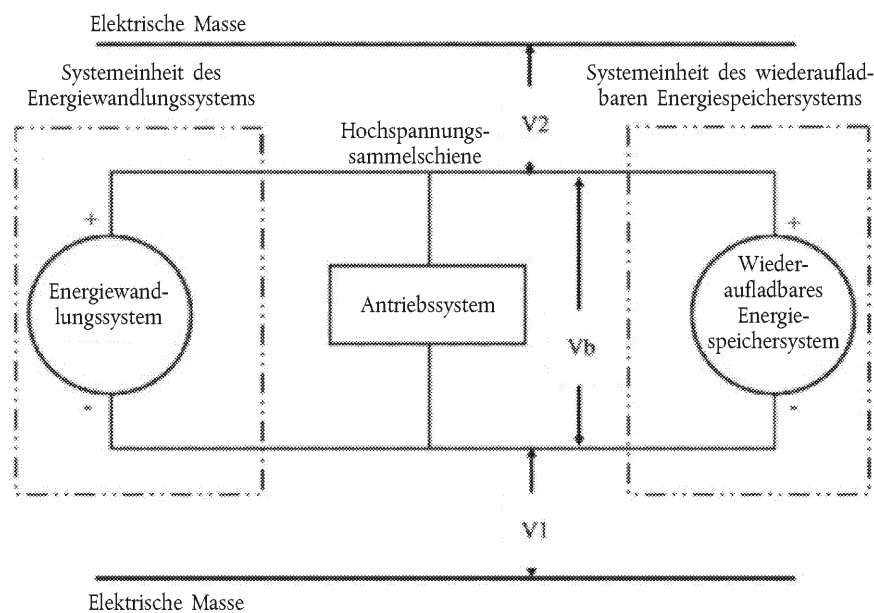 Elektrische Masse
Systemeinheit des
Energiewandlungssystems
Systemeinheit des wiederauflad-
baren Energiespeichersystems
V2
Hochspannungs-
sammelschiene
+
+
Energiewand-
lungssystem
Antriebssystem
Wieder-
aufladbares
Energie-
speichersystem
Vb
-
-
V1
Elektrische Masse